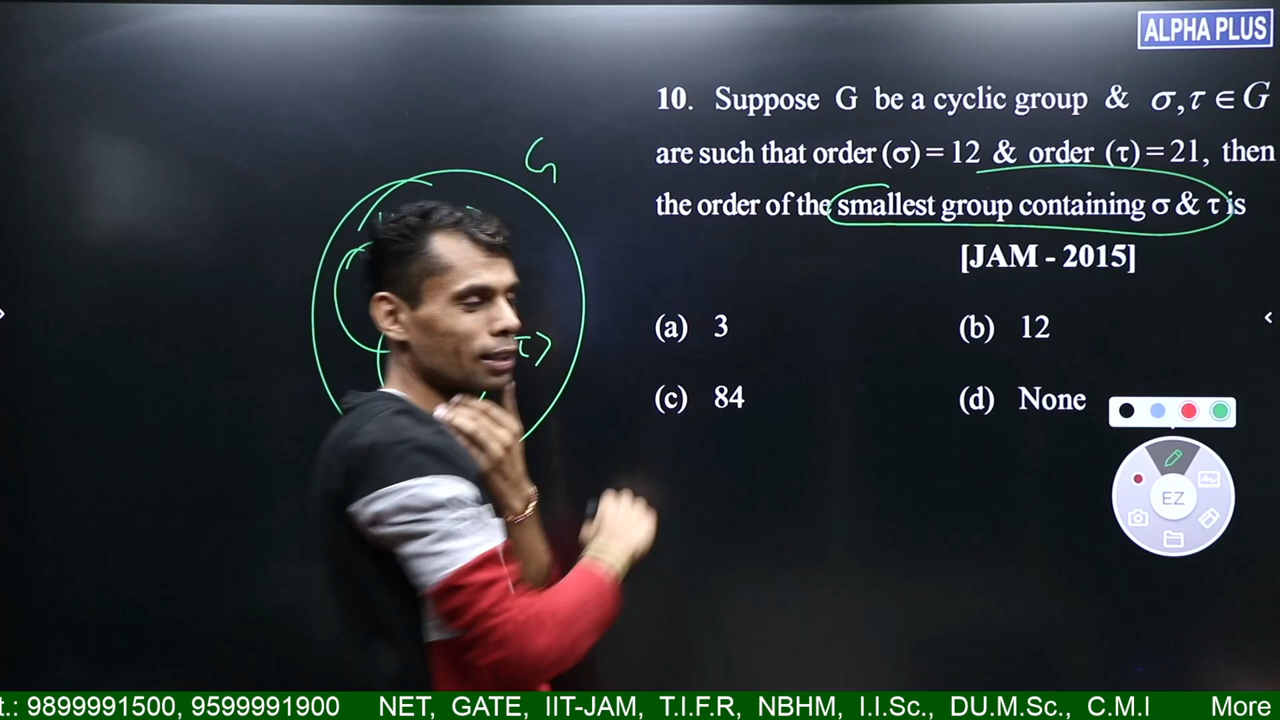 ALPHA PLUS
10. Suppose G be a cyclic group & σ, τ ∈ G
are such that order (σ) = 12 & order (τ) = 21, then
the order of the smallest group containing σ & τ is
[JAM - 2015]
(a) 3 (b) 12
(c) 84 (d) None
G
τ>
EZ
t.: 9899991500, 9599991900 NET, GATE, IIT-JAM, T.I.F.R, NBHM, I.I.Sc., DU.M.Sc., C.M.I More